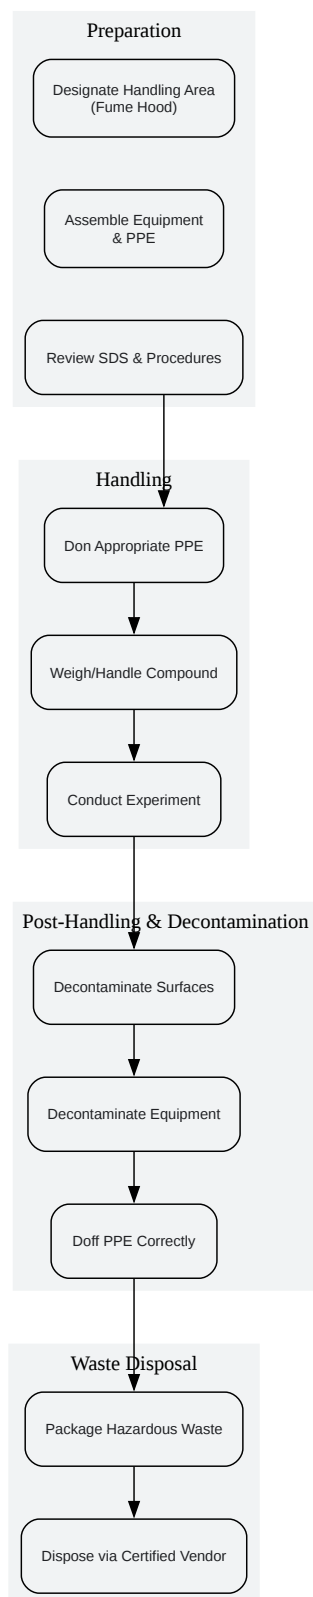 Preparation
Designate Handling Area
(Fume Hood)
Assemble Equipment
& PPE
Review SDS & Procedures
Handling
Don Appropriate PPE
Weigh/Handle Compound
Conduct Experiment
Post-Handling & Decontamination
Decontaminate Surfaces
Decontaminate Equipment
Doff PPE Correctly
Waste Disposal
Package Hazardous Waste
Dispose via Certified Vendor